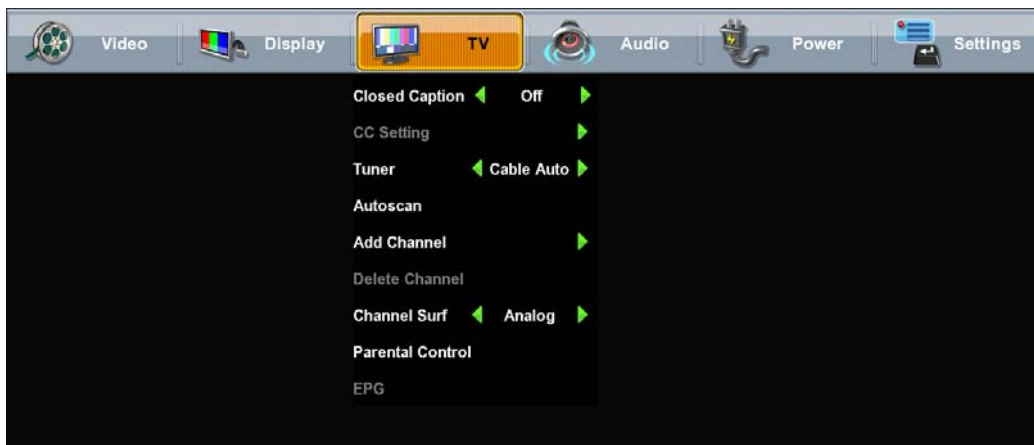 Video Display TV Audio Power Settings
Closed Caption Off
CC Setting
Tuner Cable Auto
Autoscan
Add Channel
Delete Channel
Channel Surf Analog
Parental Control
EPG